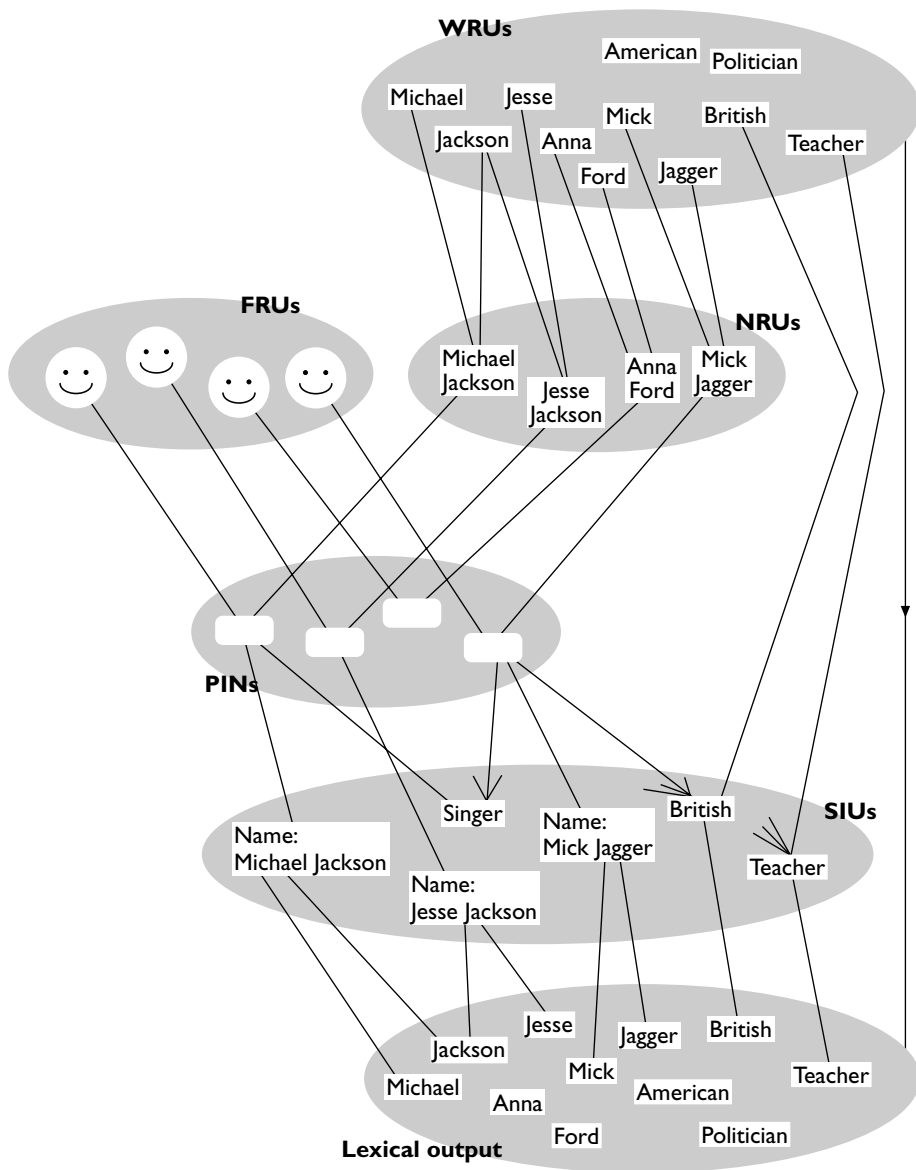 WRUs
American
Politician
Michael
Jesse
Mick
British
Jackson
Anna
Teacher
Ford
Jagger
FRUs
NRUs
Michael
Jackson
Jesse
Jackson
Anna
Ford
Mick
Jagger
PINs
SIUs
Singer
British
Name:
Michael Jackson
Name:
Mick Jagger
Teacher
Name:
Jesse Jackson
Jesse
Jagger
British
Jackson
Mick
Teacher
Michael
Anna
American
Ford
Politician
Lexical output